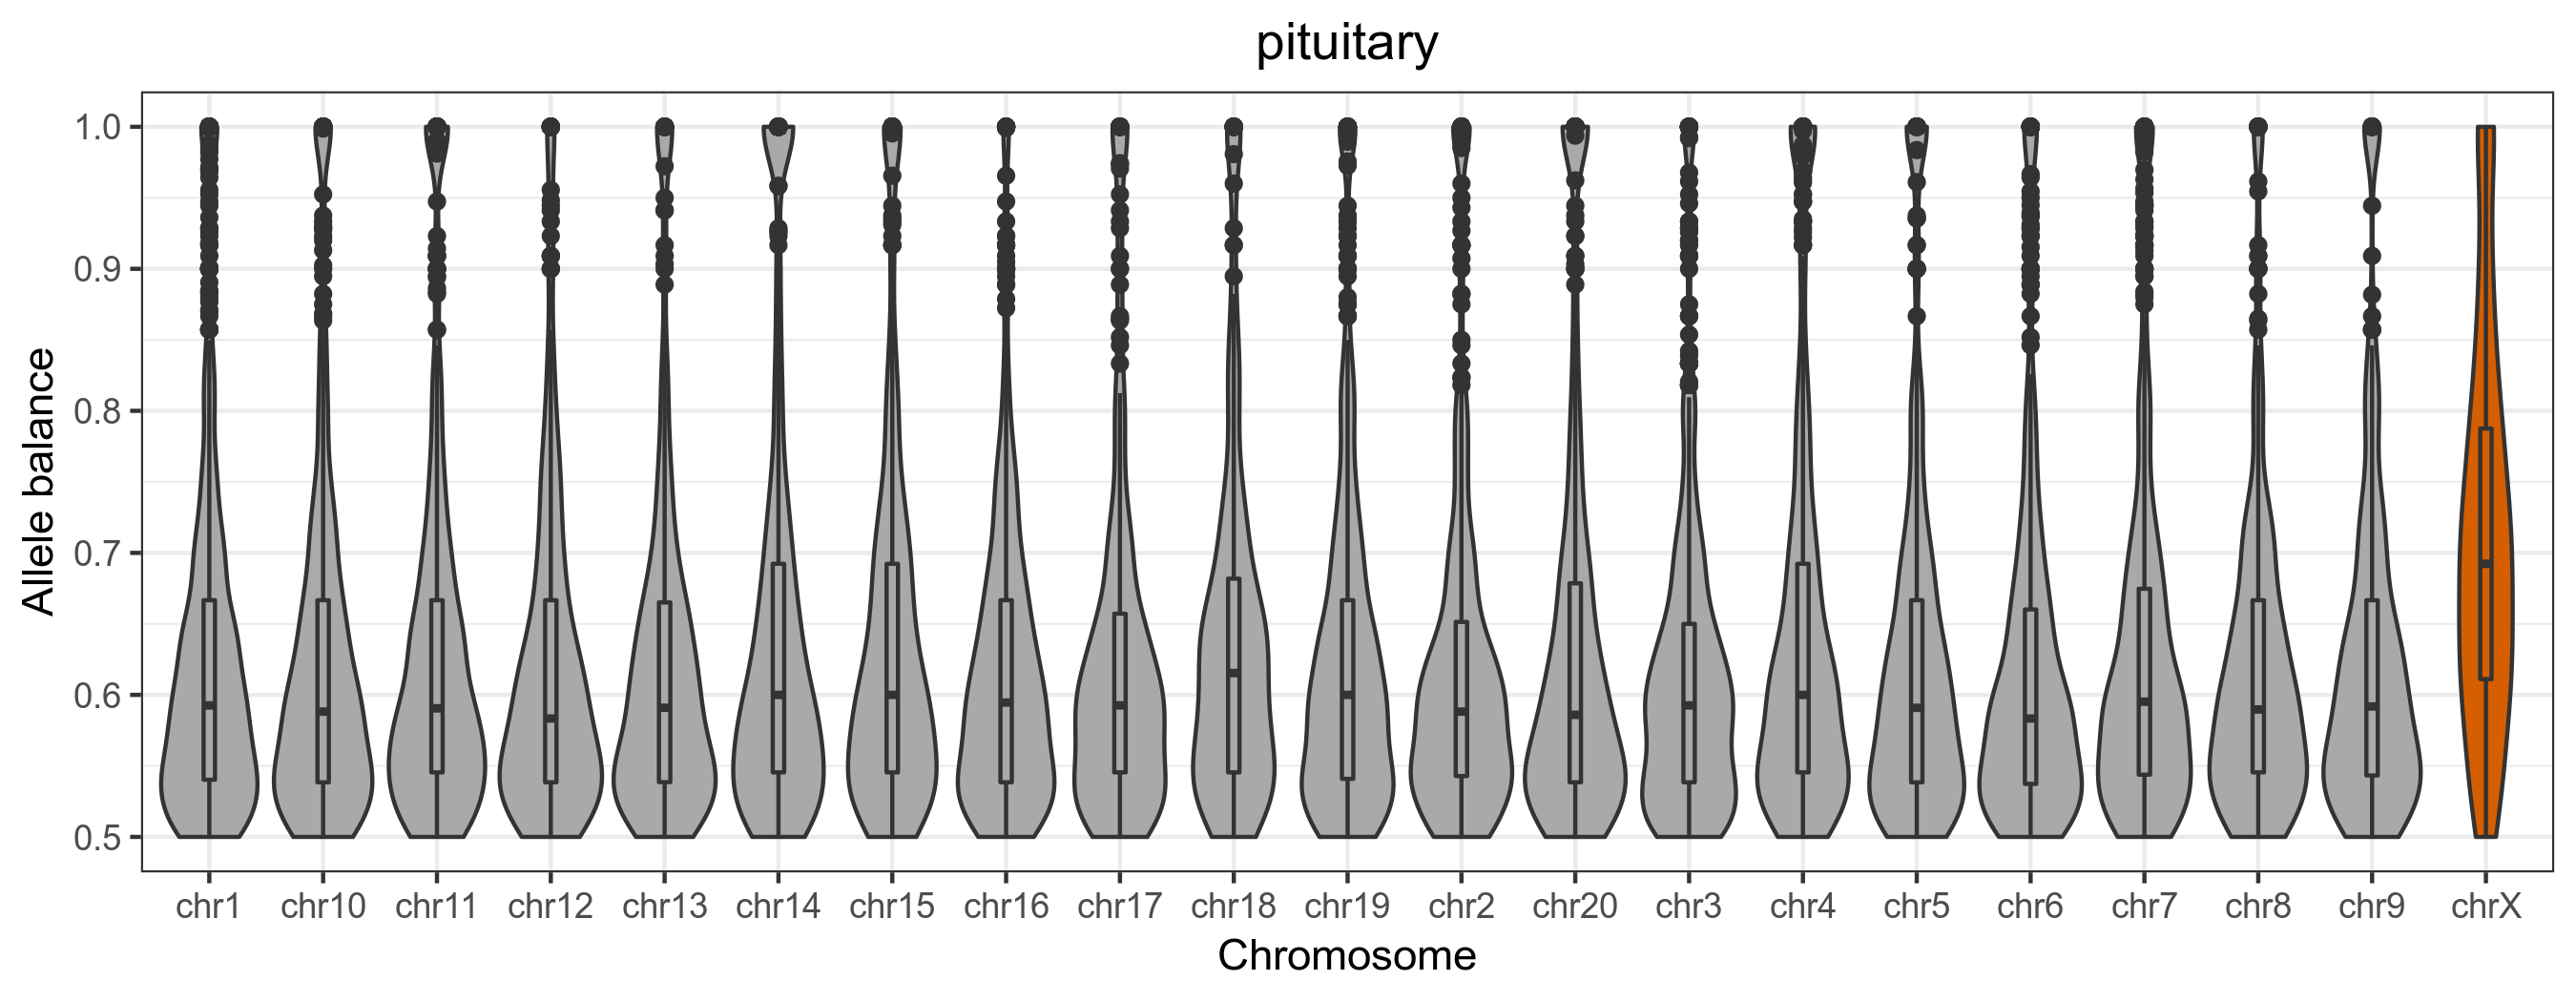 pituitary
Allele balance
1.0
0.9
0.8
0.7
0.6
0.5
chr1 chr10 chr11 chr12 chr13 chr14 chr15 chr16 chr17 chr18 chr19 chr2 chr20 chr3 chr4 chr5 chr6 chr7 chr8 chr9 chrX
Chromosome